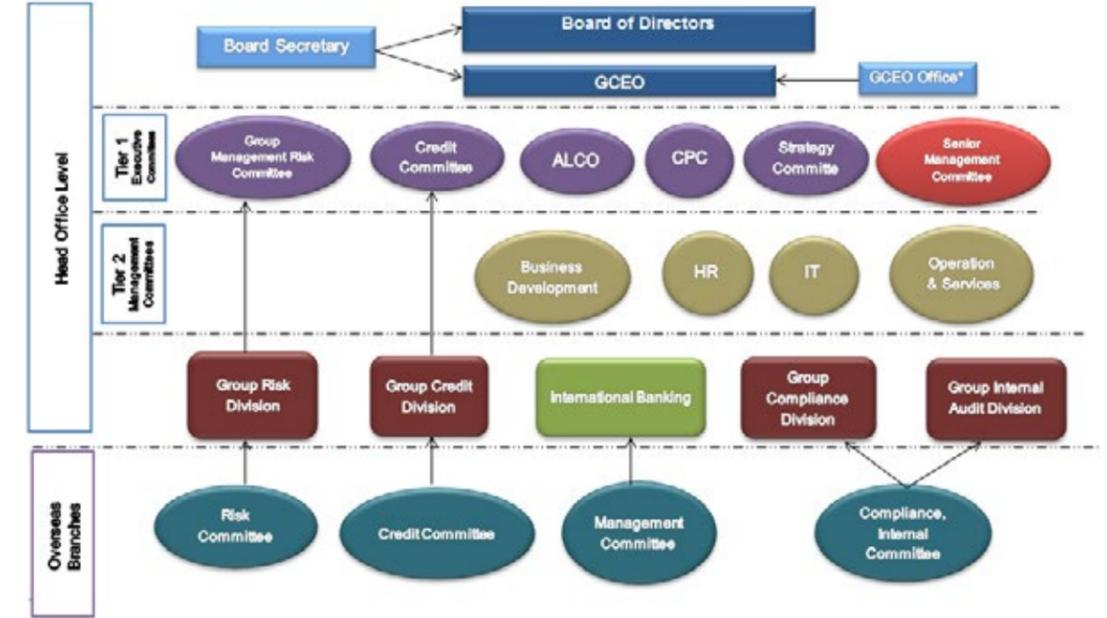 Board of Directors
Board Secretary
GCEO
GCEO Office*
Head Office Level
Tier 1
Executive
Committee
Group
Management Risk
Committee
Credit
Committee
ALCO
CPC
Strategy
Committe
Senior
Management
Committee
Tier 2
Management
Committees
Business
Development
HR
IT
Operation
& Services
Group Risk
Division
Group Credit
Division
International Banking
Group
Compliance
Division
Group Internal
Audit Division
Overseas
Branches
Risk
Committee
Credit Committee
Management
Committee
Compliance,
Internal
Committee